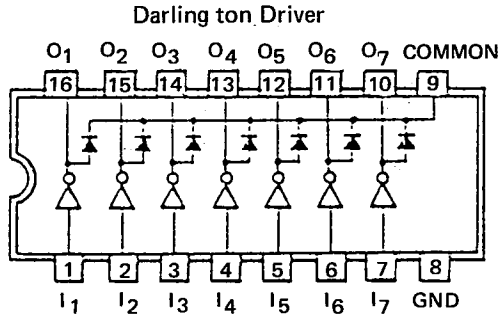 Darling ton Driver
O1 O2 O3 O4 O5 O6 O7 COMMON
16 15 14 13 12 11 10 9
1 2 3 4 5 6 7 8
I1 I2 I3 I4 I5 I6 I7 GND